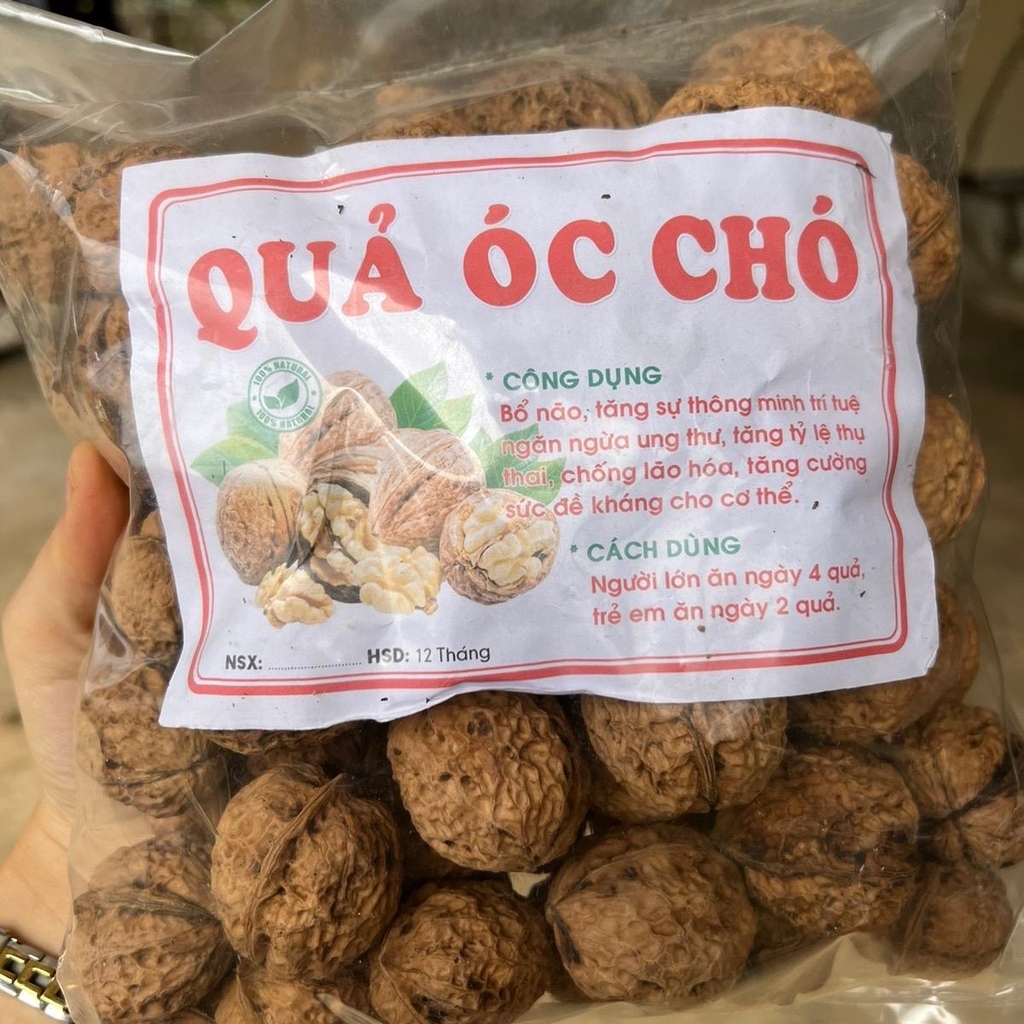 QUẢ ÓC CHÓ
100% NATURAL
100% NATURAL
* CÔNG DỤNG
Bổ não, tăng sự thông minh trí tuệ
ngăn ngừa ung thư, tăng tỷ lệ thụ
thai, chống lão hóa, tăng cường
sức đề kháng cho cơ thể.
* CÁCH DÙNG
Người lớn ăn ngày 4 quả,
trẻ em ăn ngày 2 quả.
NSX: ........................ HSD: 12 Tháng